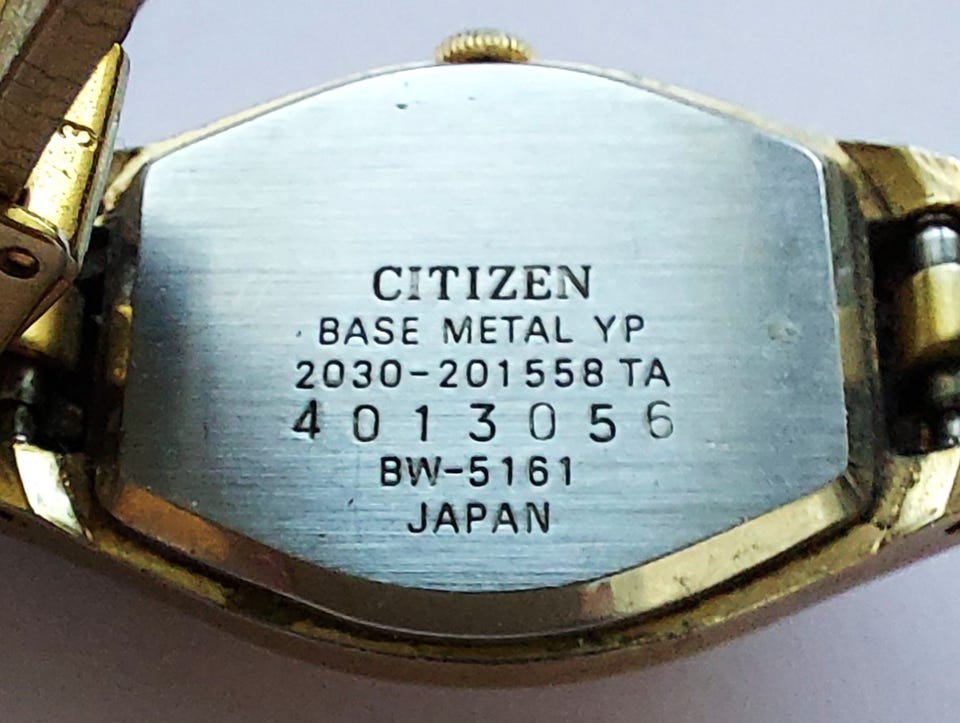 CITIZEN
BASE METAL YP
2030-201558 TA
4013056
BW-5161
JAPAN